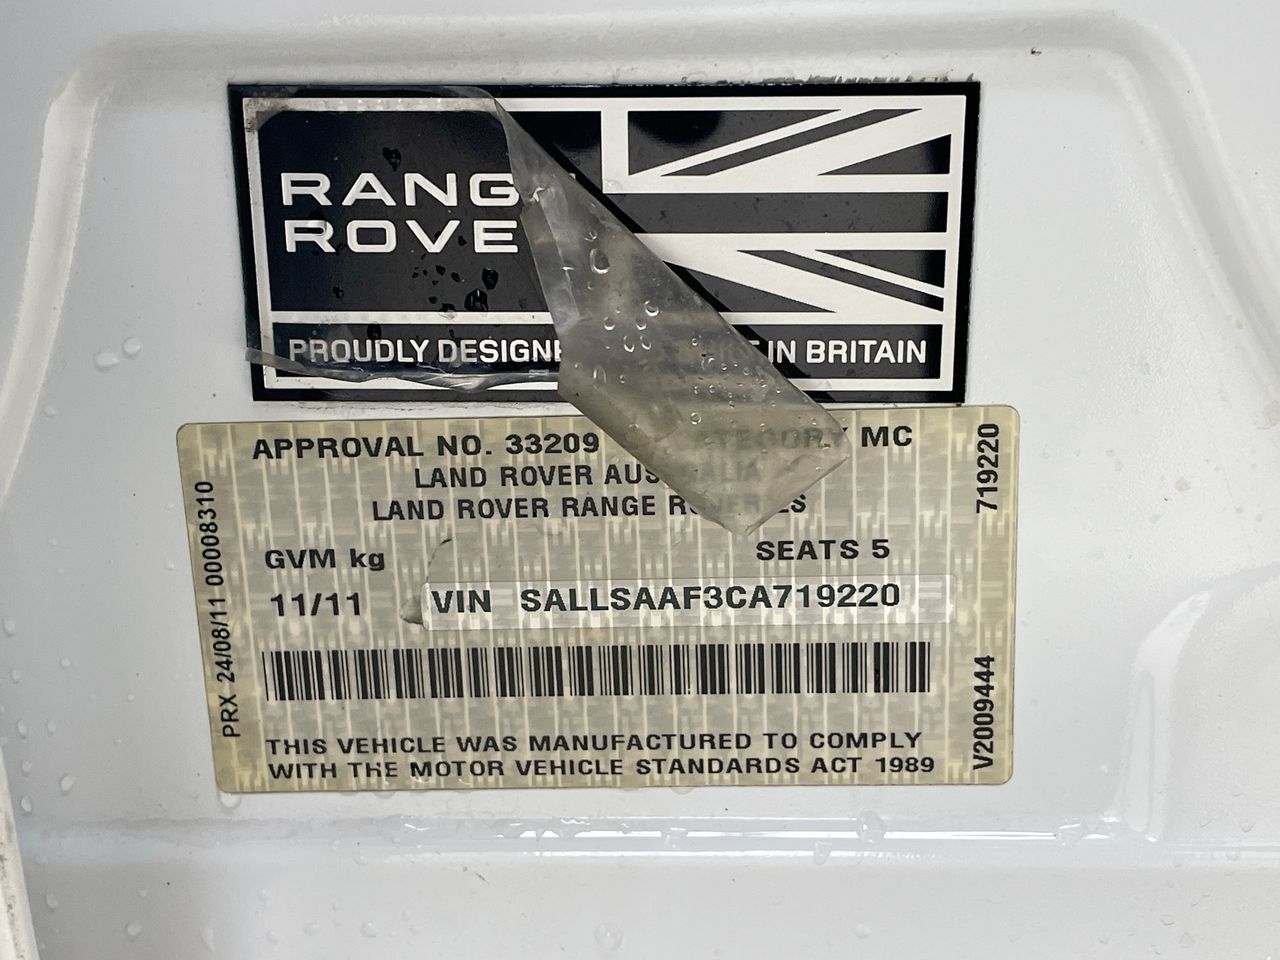 RANG
ROVE
PROUDLY DESIGNE IN BRITAIN
APPROVAL NO. 33209 CATEGORY MC
LAND ROVER AUS
LAND ROVER RANGE
GVM kg SEATS 5
11/11 VIN SALLSAAF3CA719220
THIS VEHICLE WAS MANUFACTURED TO COMPLY
WITH THE MOTOR VEHICLE STANDARDS ACT 1989
PRX 24/08/11 00008310
719220
V2009444